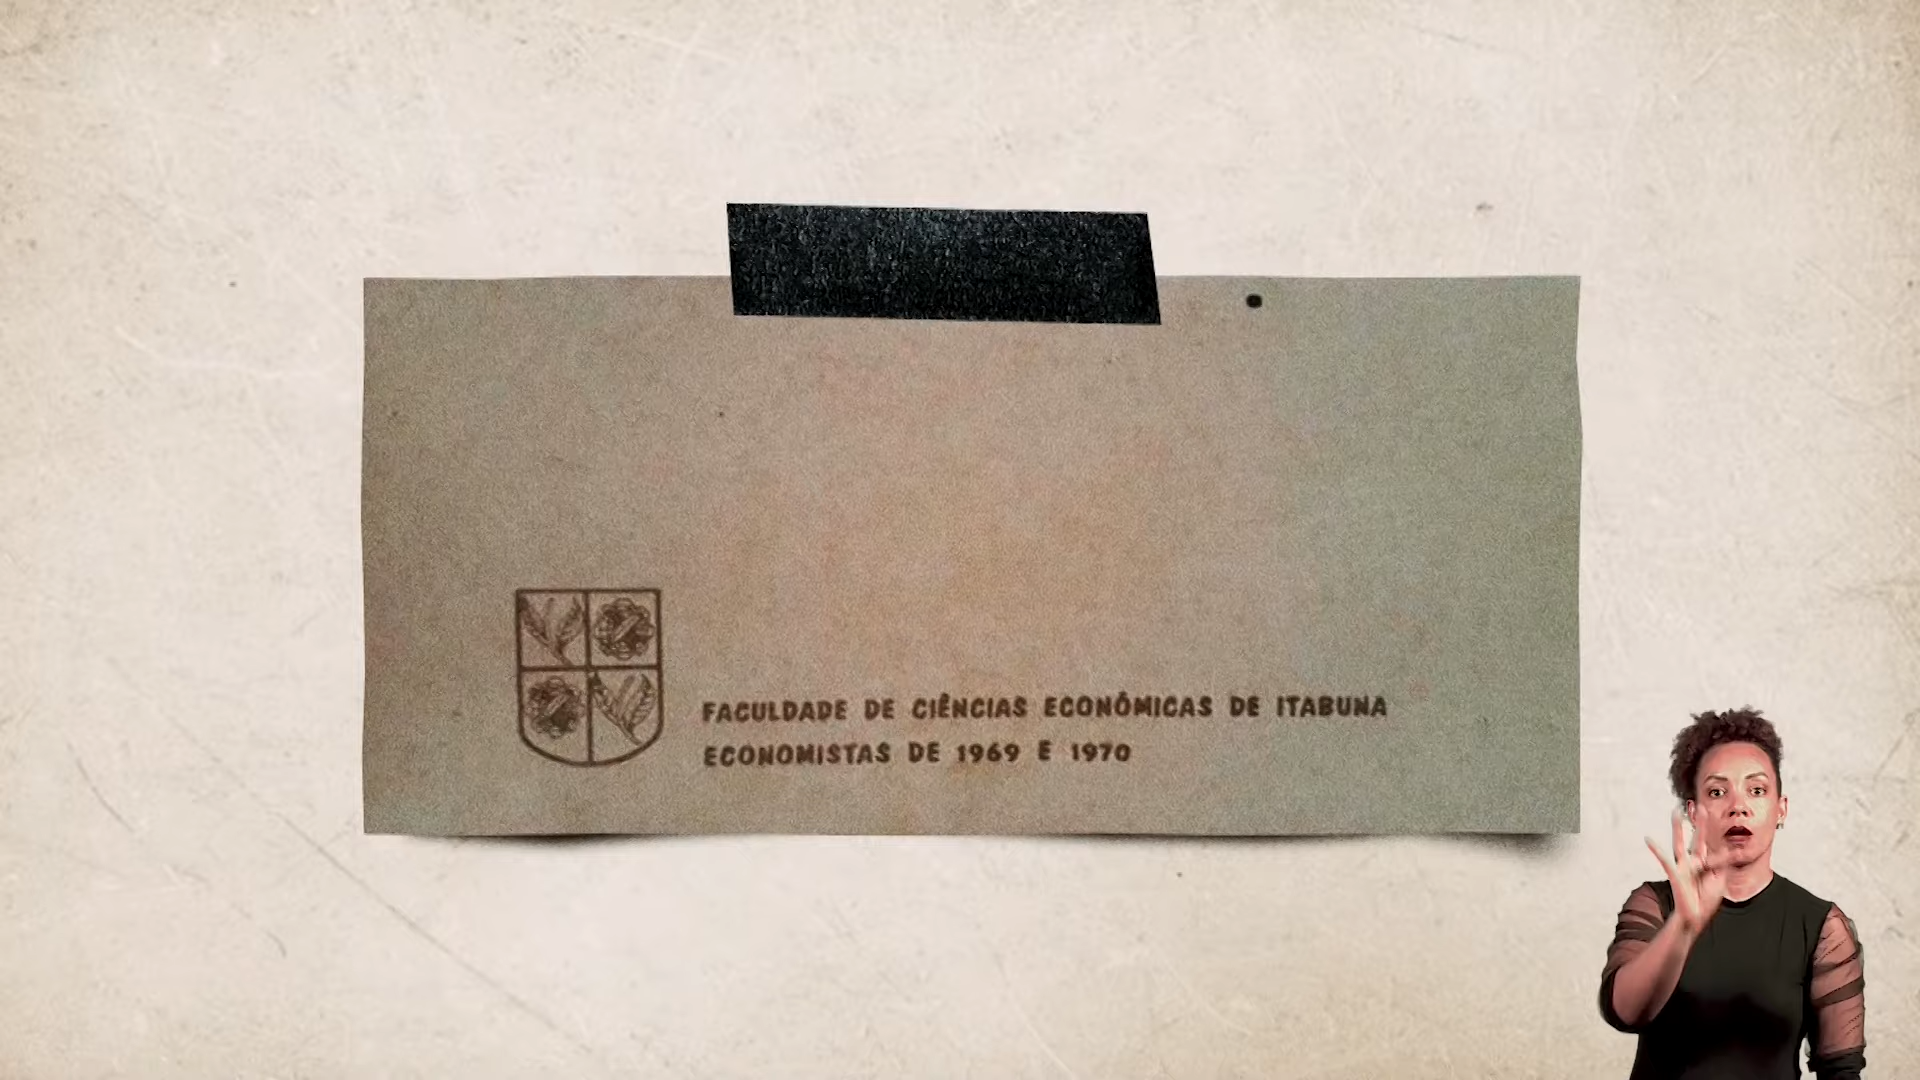 FACULDADE DE CIÊNCIAS ECONÔMICAS DE ITABUNA
ECONOMISTAS DE 1969 E 1970